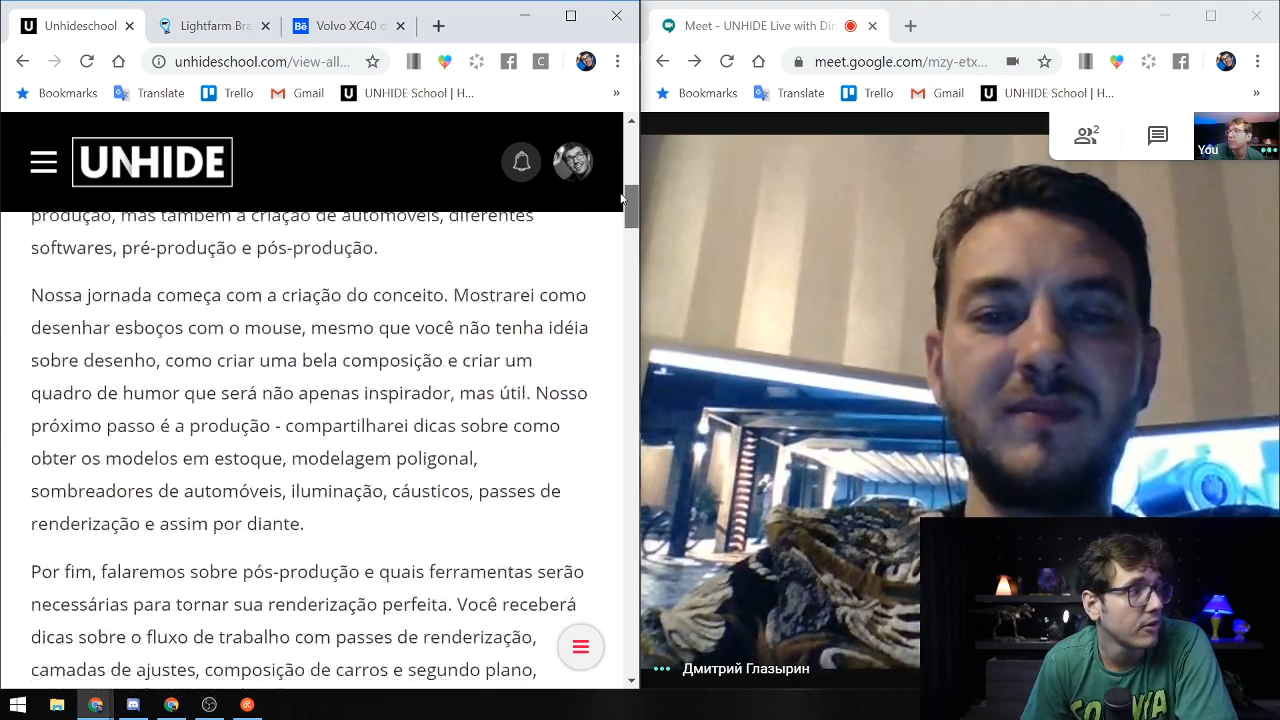 Unhideschool
Lightfarm Bra
Volvo XC40 o
unhideschool.com/view-all...
Bookmarks
Translate
Trello
Gmail
UNHIDE School | H...
»
UNHIDE
produção, mas também a criação de automóveis, diferentes
softwares, pré-produção e pós-produção.
Nossa jornada começa com a criação do conceito. Mostrarei como
desenhar esboços com o mouse, mesmo que você não tenha idéia
sobre desenho, como criar uma bela composição e criar um
quadro de humor que será não apenas inspirador, mas útil. Nosso
próximo passo é a produção - compartilharei dicas sobre como
obter os modelos em estoque, modelagem poligonal,
sombreadores de automóveis, iluminação, cáusticos, passes de
renderização e assim por diante.
Por fim, falaremos sobre pós-produção e quais ferramentas serão
necessárias para tornar sua renderização perfeita. Você receberá
dicas sobre o fluxo de trabalho com passes de renderização,
camadas de ajustes, composição de carros e segundo plano,
Meet - UNHIDE Live with Dim
meet.google.com/mzy-etx...
Bookmarks
Translate
Trello
Gmail
UNHIDE School | H...
»
2
You
Дмитрий Глазырин